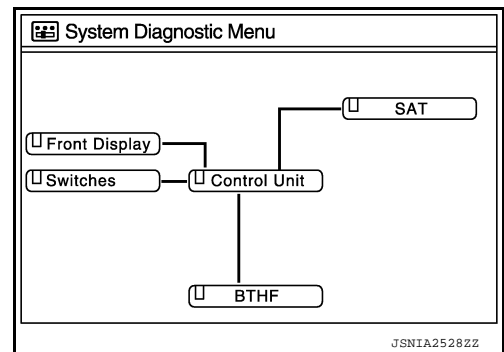 System Diagnostic Menu
SAT
Front Display
Switches
Control Unit
BTHF
JSNIA2528ZZ